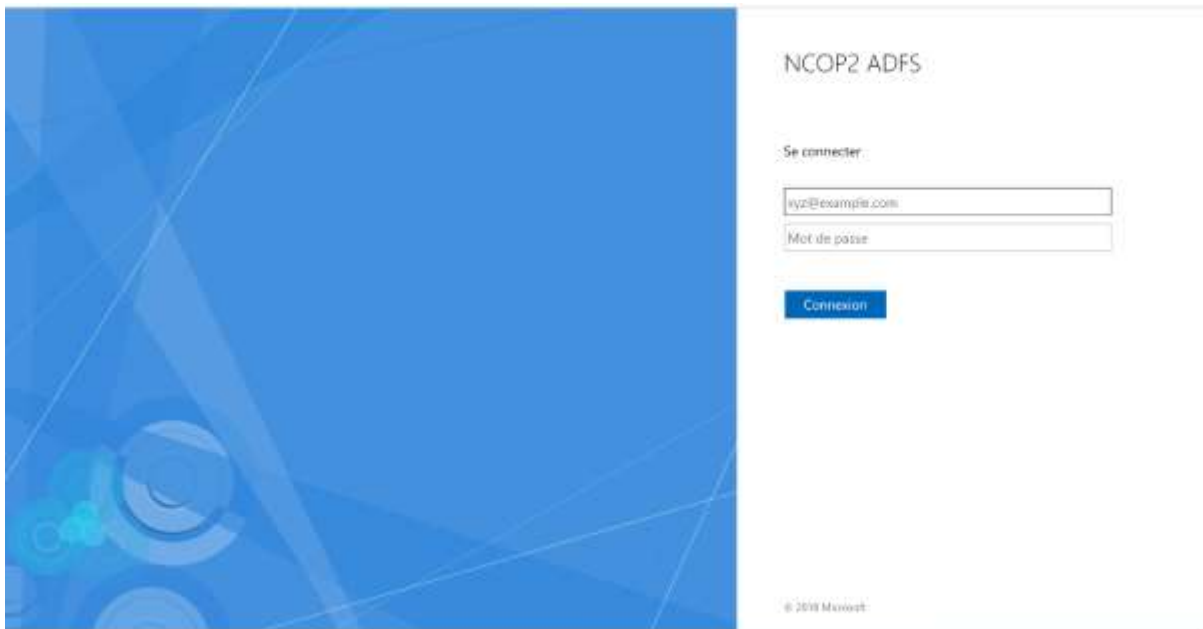 NCOP2 ADFS
Se connecter
xyz@example.com
Mot de passe
Connexion
© 2018 Microsoft